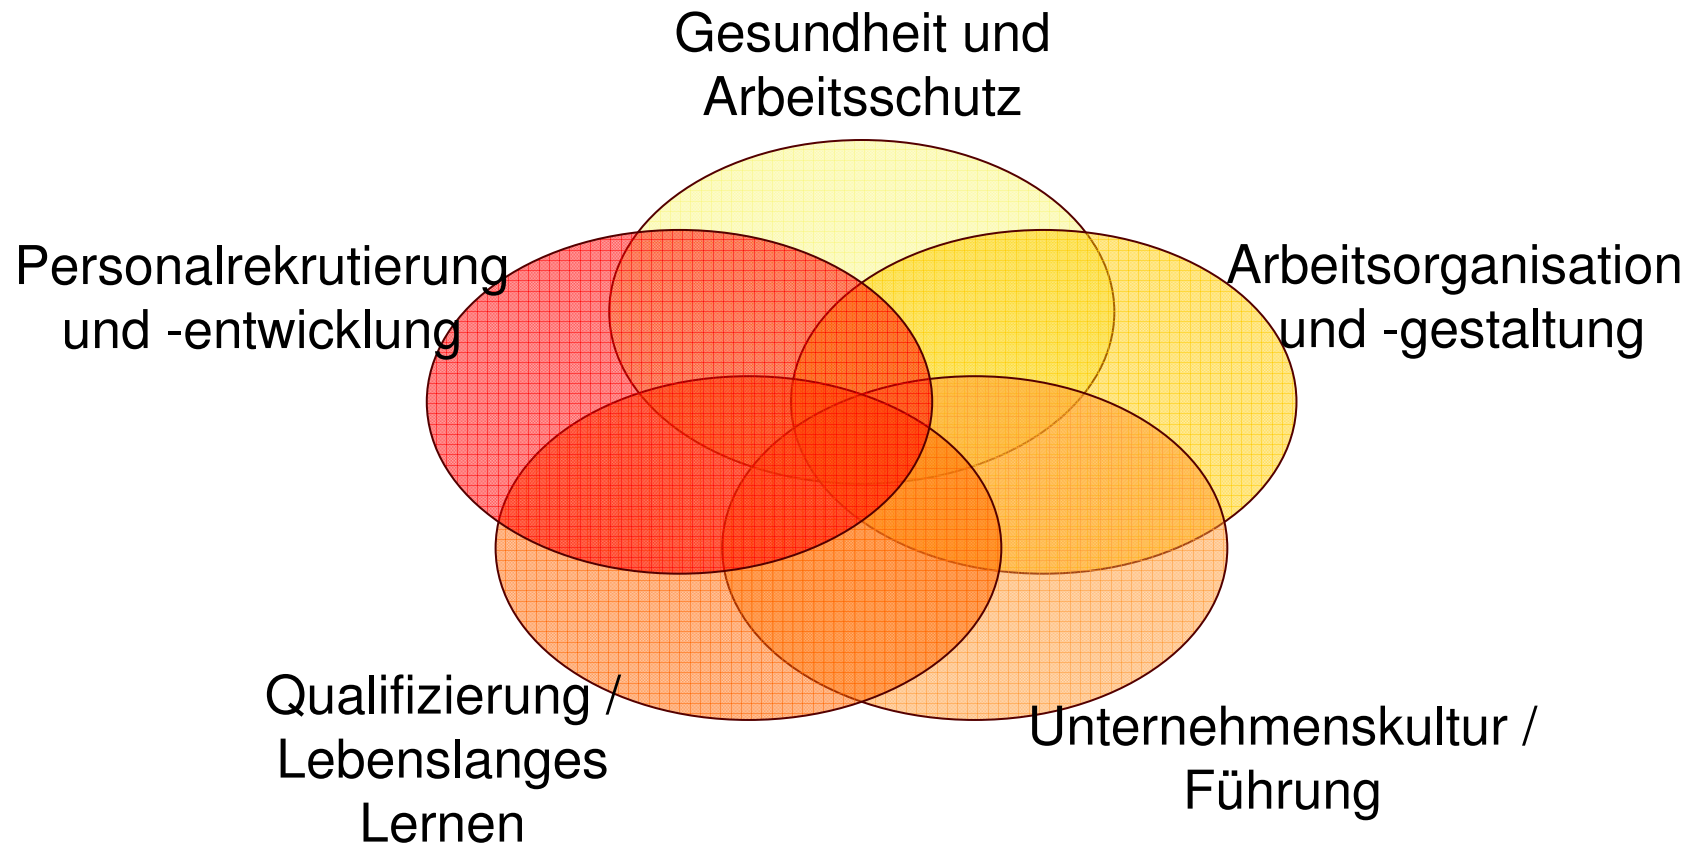 Gesundheit und
Arbeitsschutz
Personalrekrutierung
und -entwicklung
Arbeitsorganisation
und -gestaltung
Qualifizierung /
Lebenslanges
Lernen
Unternehmenskultur /
Führung